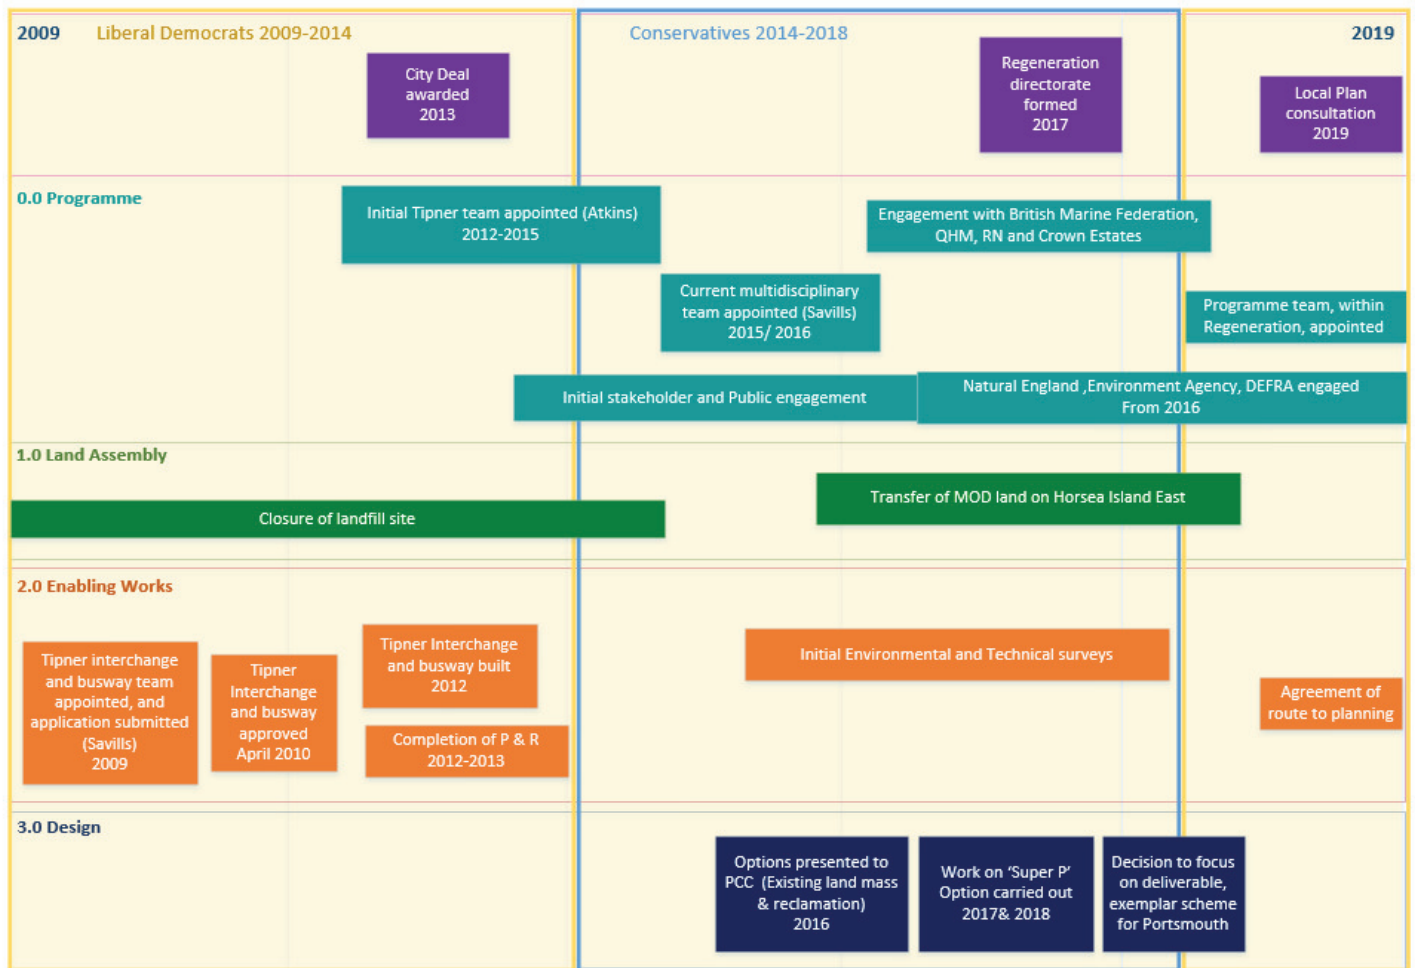 2009
Liberal Democrats 2009-2014
Conservatives 2014-2018
2019
City Deal
awarded
2013
Regeneration
directorate
formed
2017
Local Plan
consultation
2019
0.0 Programme
Initial Tipner team appointed (Atkins)
2012-2015
Engagement with British Marine Federation,
QHM, RN and Crown Estates
Current multidisciplinary
team appointed (Savills)
2015/ 2016
Programme team, within
Regeneration, appointed
Initial stakeholder and Public engagement
Natural England ,Environment Agency, DEFRA engaged
From 2016
1.0 Land Assembly
Closure of landfill site
Transfer of MOD land on Horsea Island East
2.0 Enabling Works
Tipner interchange
and busway team
appointed, and
application submitted
(Savills)
2009
Tipner
Interchange
and busway
approved
April 2010
Tipner Interchange
and busway built
2012
Completion of P & R
2012-2013
Initial Environmental and Technical surveys
Agreement of
route to planning
3.0 Design
Options presented to
PCC (Existing land mass
& reclamation)
2016
Work on ‘Super P’
Option carried out
2017& 2018
Decision to focus
on deliverable,
exemplar scheme
for Portsmouth